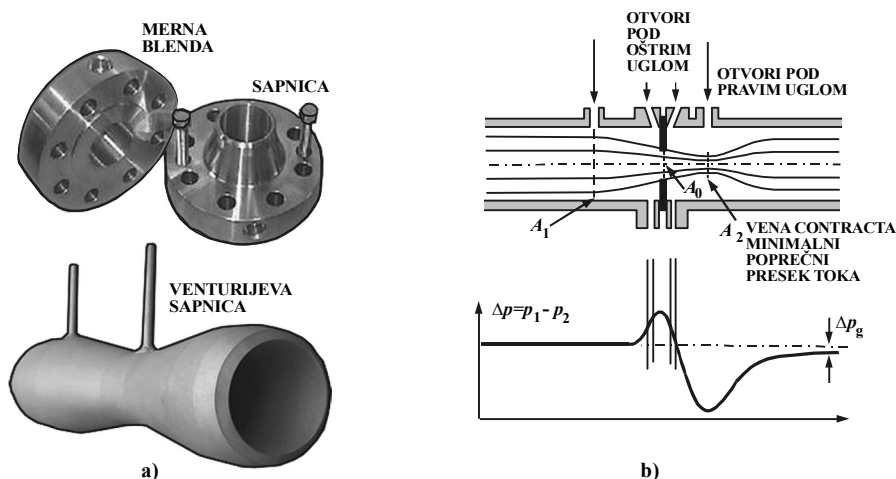 MERNA
BLENDA
SAPNICA
VENTURIJEVA
SAPNICA
a)
OTVORI
POD
OŠTRIM
UGLOM
OTVORI POD
PRAVIM UGLOM
A₀
A₁
A₂ VENA CONTRACTA
MINIMALNI
POPREČNI
PRESEK TOKA
Δp=p₁- p₂
Δp_g
b)